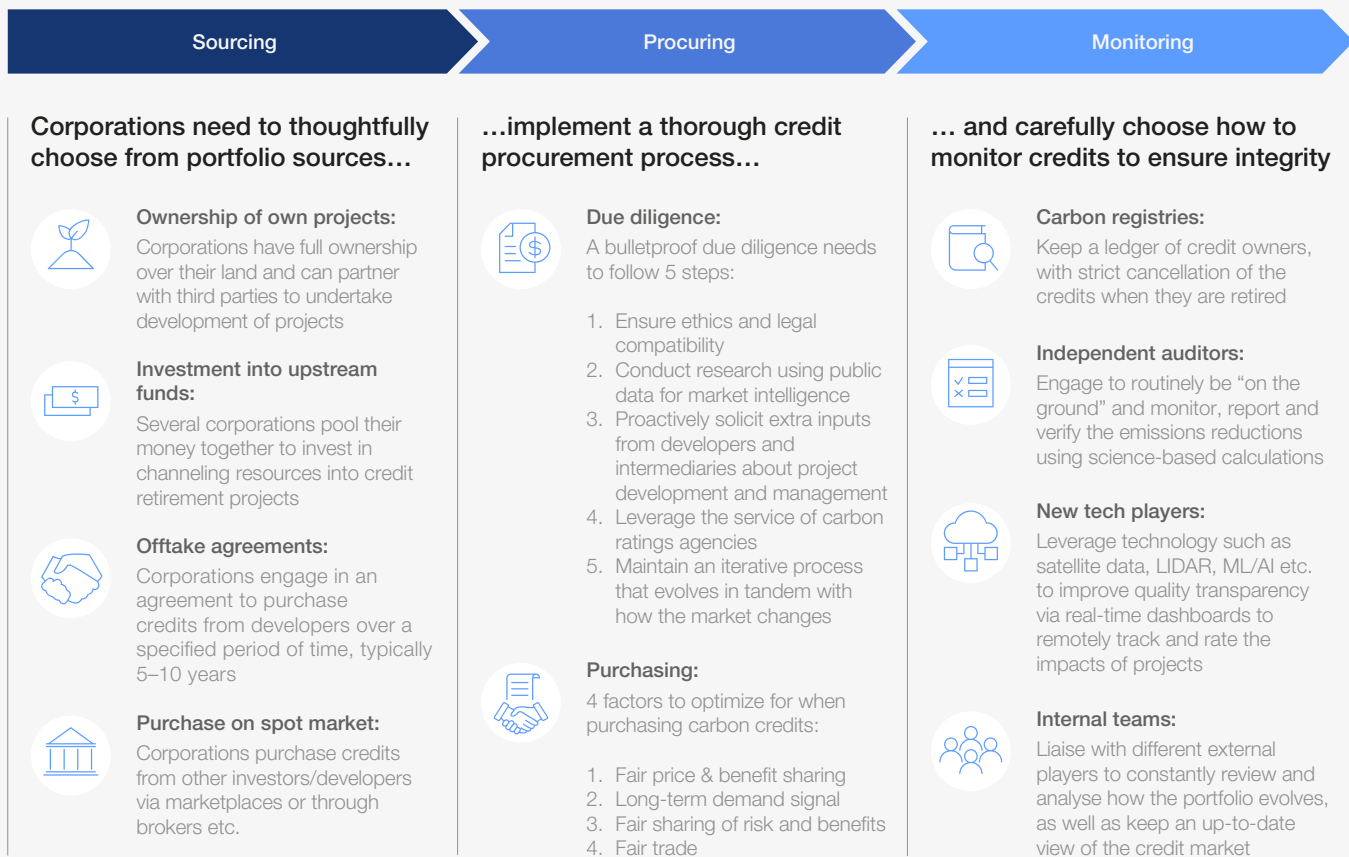 Sourcing
Procuring
Monitoring
Corporations need to thoughtfully
choose from portfolio sources…
Ownership of own projects:
Corporations have full ownership
over their land and can partner
with third parties to undertake
development of projects
Investment into upstream
funds:
Several corporations pool their
money together to invest in
channeling resources into credit
retirement projects
Offtake agreements:
Corporations engage in an
agreement to purchase
credits from developers over a
specified period of time, typically
5–10 years
Purchase on spot market:
Corporations purchase credits
from other investors/developers
via marketplaces or through
brokers etc.
…implement a thorough credit
procurement process…
Due diligence:
A bulletproof due diligence needs
to follow 5 steps:
1. Ensure ethics and legal
compatibility
2. Conduct research using public
data for market intelligence
3. Proactively solicit extra inputs
from developers and
intermediaries about project
development and management
4. Leverage the service of carbon
ratings agencies
5. Maintain an iterative process
that evolves in tandem with
how the market changes
Purchasing:
4 factors to optimize for when
purchasing carbon credits:
1. Fair price & benefit sharing
2. Long-term demand signal
3. Fair sharing of risk and benefits
4. Fair trade
… and carefully choose how to
monitor credits to ensure integrity
Carbon registries:
Keep a ledger of credit owners,
with strict cancellation of the
credits when they are retired
Independent auditors:
Engage to routinely be “on the
ground” and monitor, report and
verify the emissions reductions
using science-based calculations
New tech players:
Leverage technology such as
satellite data, LIDAR, ML/AI etc.
to improve quality transparency
via real-time dashboards to
remotely track and rate the
impacts of projects
Internal teams:
Liaise with different external
players to constantly review and
analyse how the portfolio evolves,
as well as keep an up-to-date
view of the credit market